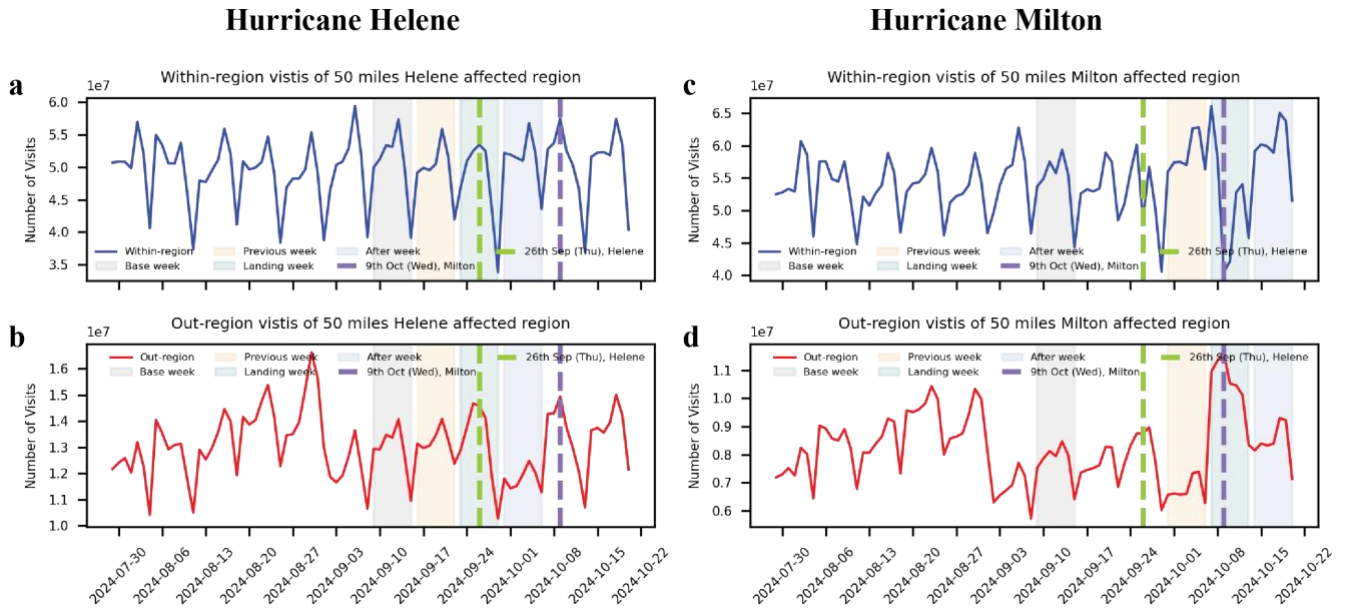 Hurricane Helene
Hurricane Milton
a
Within-region vistis of 50 miles Helene affected region
1e7
Number of Visits
6.0
5.5
5.0
4.5
4.0
3.5
Within-region
Previous week
After week
26th Sep (Thu), Helene
Base week
Landing week
9th Oct (Wed), Milton
c
Within-region vistis of 50 miles Milton affected region
1e7
Number of Visits
6.5
6.0
5.5
5.0
4.5
4.0
Within-region
Previous week
After week
26th Sep (Thu), Helene
Base week
Landing week
9th Oct (Wed), Milton
b
Out-region vistis of 50 miles Helene affected region
1e7
Number of Visits
1.6
1.5
1.4
1.3
1.2
1.1
1.0
Out-region
Previous week
After week
26th Sep (Thu), Helene
Base week
Landing week
9th Oct (Wed), Milton
2024-07-30
2024-08-06
2024-08-13
2024-08-20
2024-08-27
2024-09-03
2024-09-10
2024-09-17
2024-09-24
2024-10-01
2024-10-08
2024-10-15
2024-10-22
d
Out-region vistis of 50 miles Milton affected region
1e7
Number of Visits
1.1
1.0
0.9
0.8
0.7
0.6
Out-region
Previous week
After week
26th Sep (Thu), Helene
Base week
Landing week
9th Oct (Wed), Milton
2024-07-30
2024-08-06
2024-08-13
2024-08-20
2024-08-27
2024-09-03
2024-09-10
2024-09-17
2024-09-24
2024-10-01
2024-10-08
2024-10-15
2024-10-22